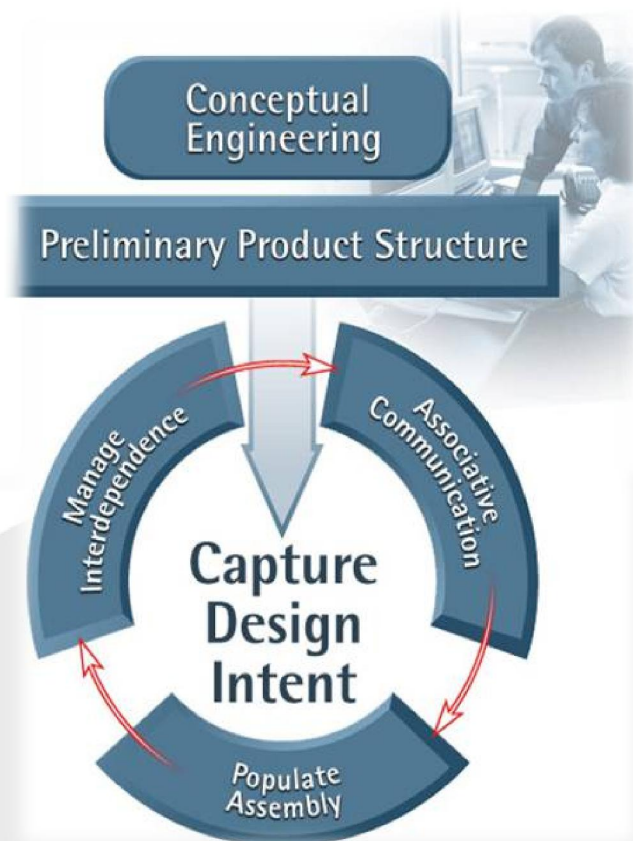 Conceptual
Engineering
Preliminary Product Structure
Manage
Interdependence
Associative
Communication
Capture
Design
Intent
Populate
Assembly